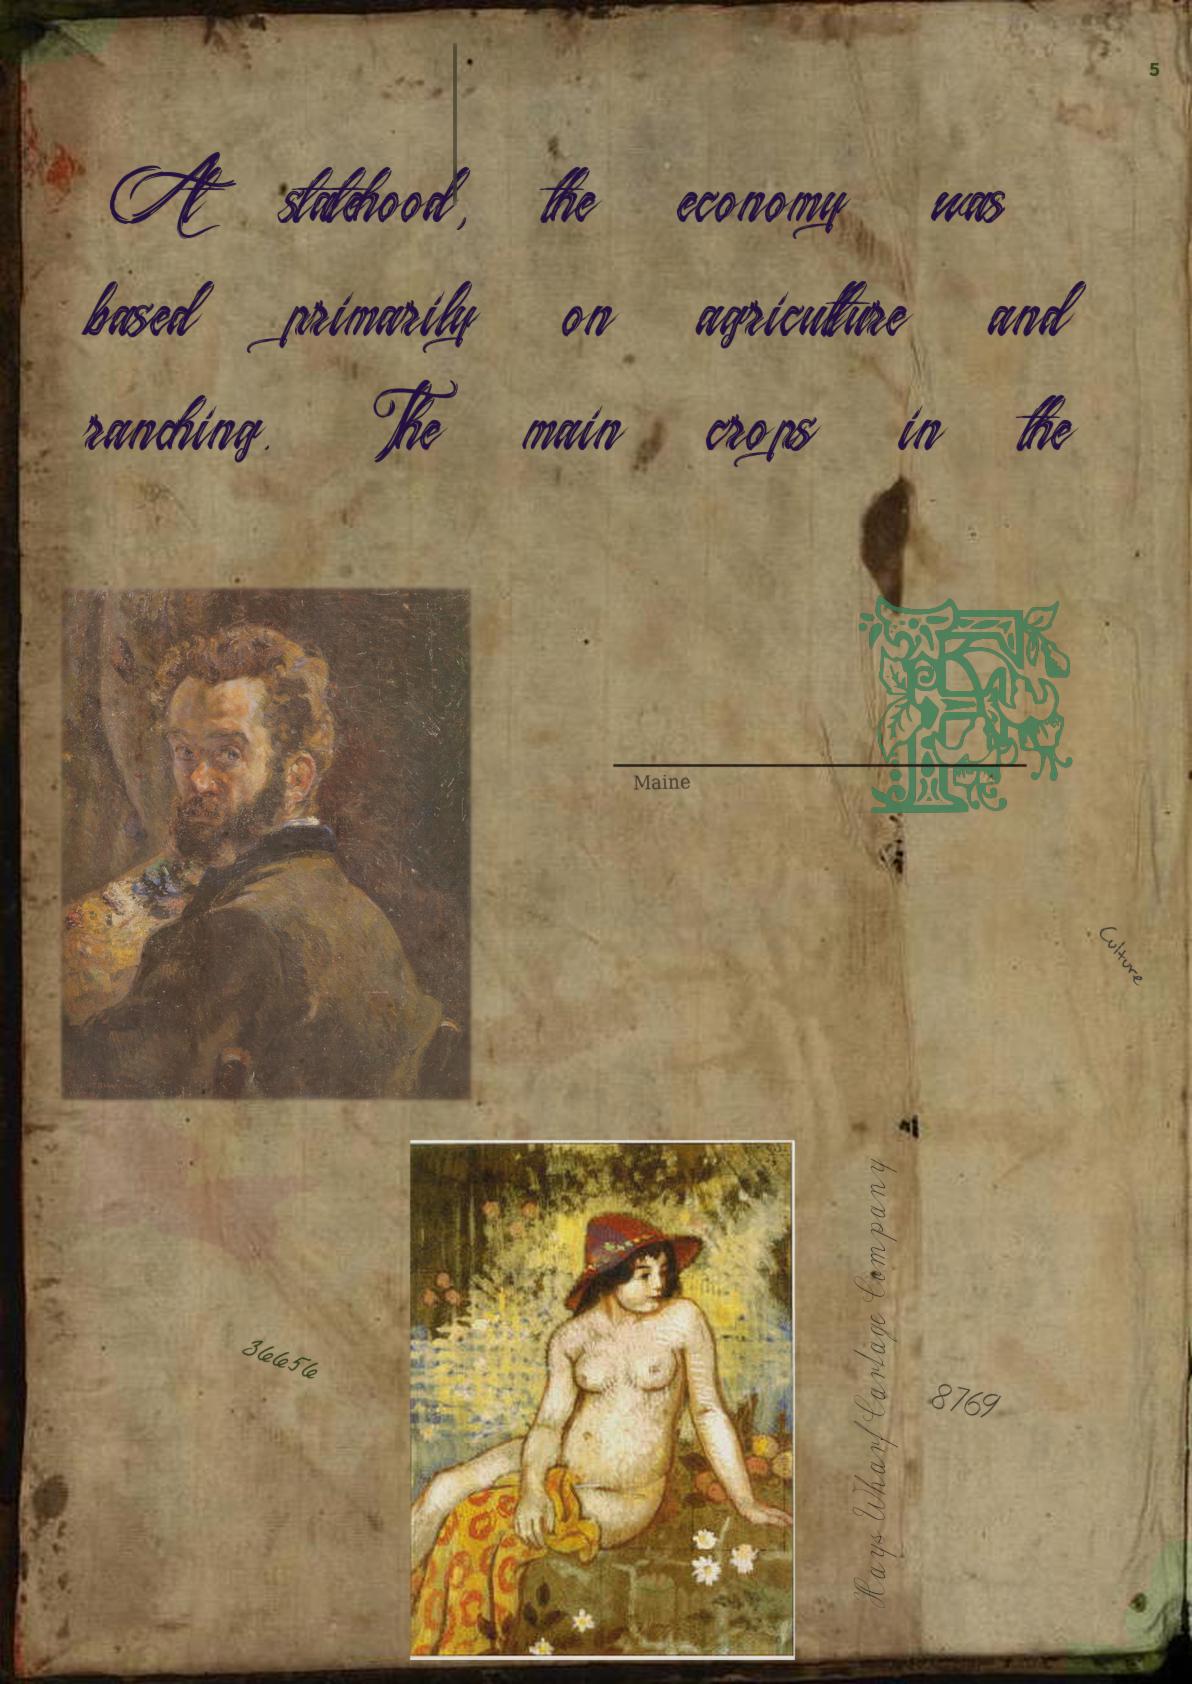 5
At statehood, the economy was
based primarily on agriculture and
ranching. The main crops in the
F
Maine
Culture
Hays Wharf Cartage Company
36656
8769